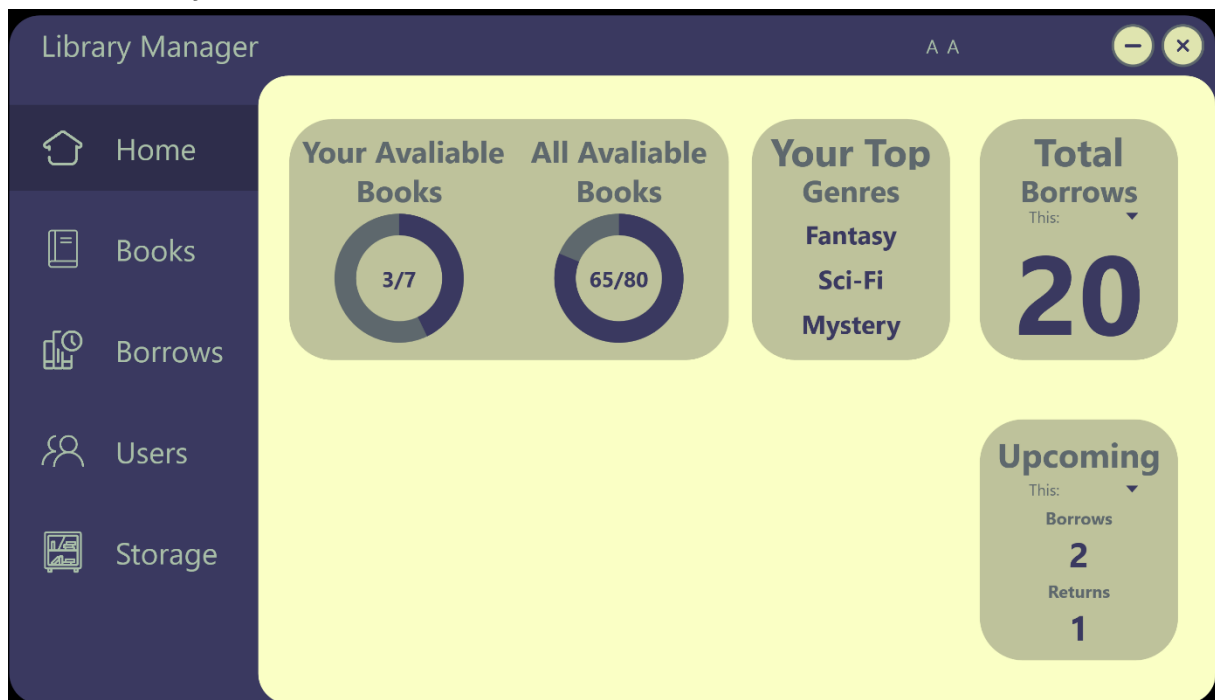 Library Manager
A A
Home
Books
Borrows
Users
Storage
Your Avaliable
Books
3/7
All Avaliable
Books
65/80
Your Top
Genres
Fantasy
Sci-Fi
Mystery
Total
Borrows
This:
20
Upcoming
This:
Borrows
2
Returns
1